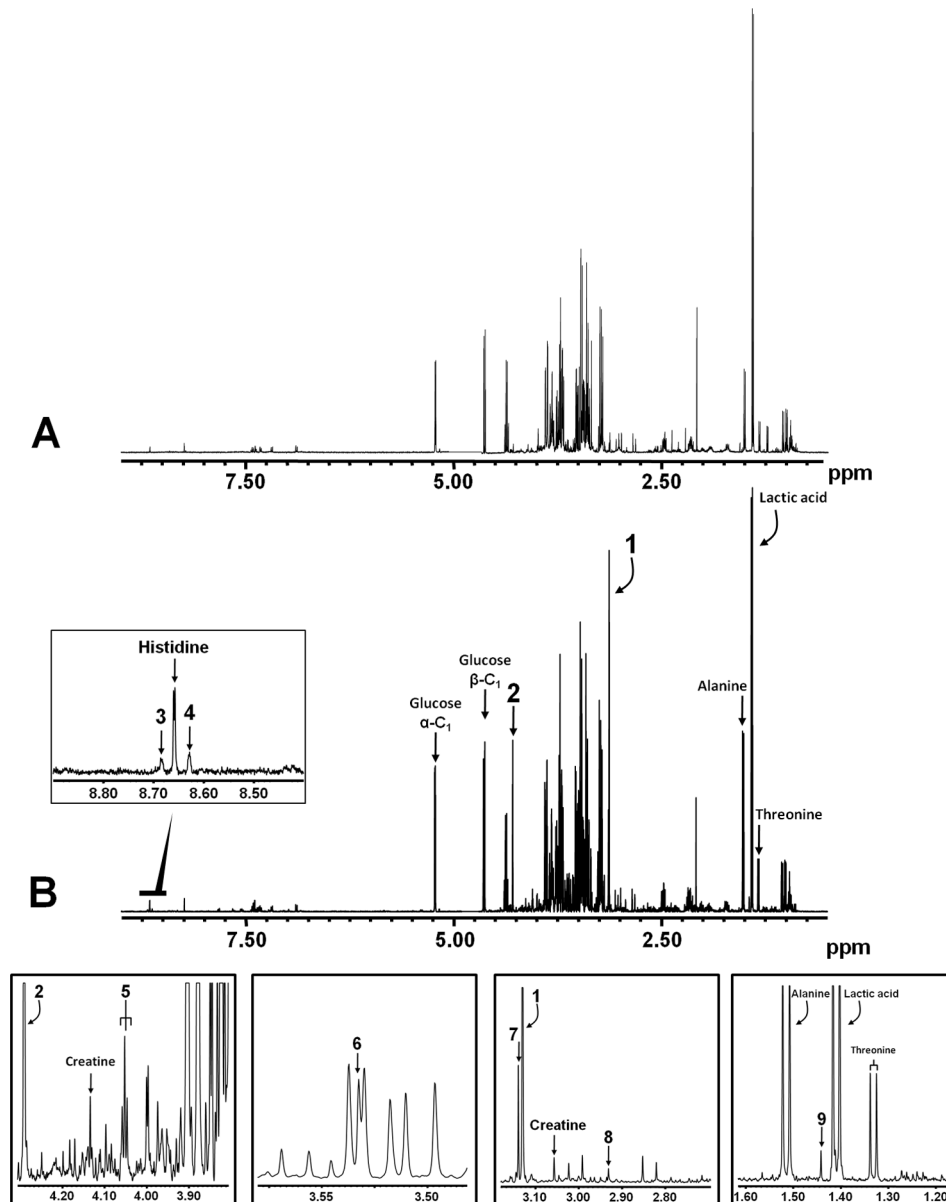 A
7.50 5.00 2.50 ppm
Lactic acid
1
Histidine
3 4
8.80 8.70 8.60 8.50
Glucose
β-C1
Glucose
α-C1
2
Alanine
Threonine
B
7.50 5.00 2.50 ppm
2 5
Creatine
4.20 4.10 4.00 3.90
6
3.55 3.50
1
7
Creatine 8
3.10 3.00 2.90 2.80
Alanine Lactic acid
Threonine
9
1.60 1.50 1.40 1.30 1.20